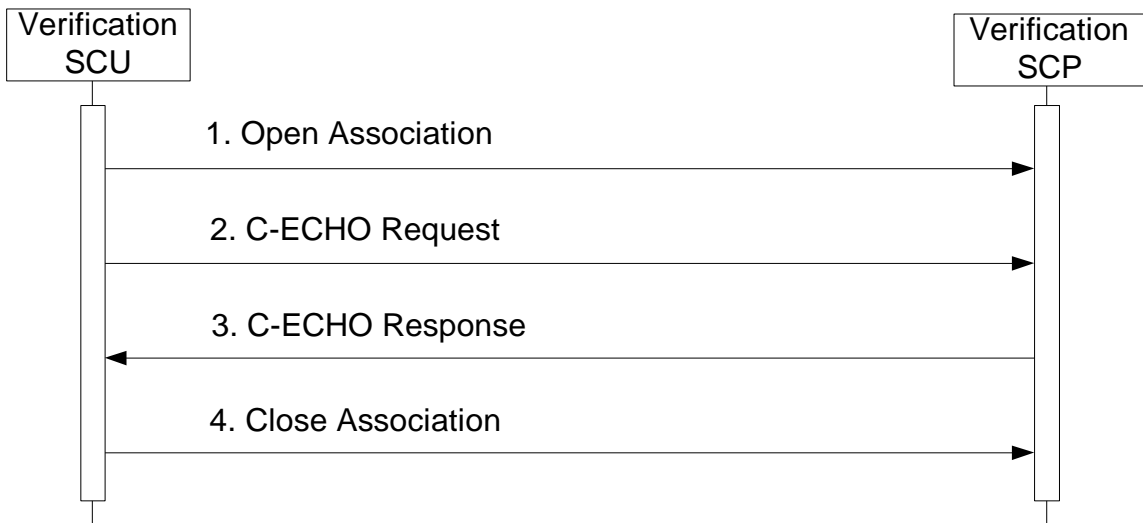 Verification
SCU
Verification
SCP
1. Open Association
2. C-ECHO Request
3. C-ECHO Response
4. Close Association